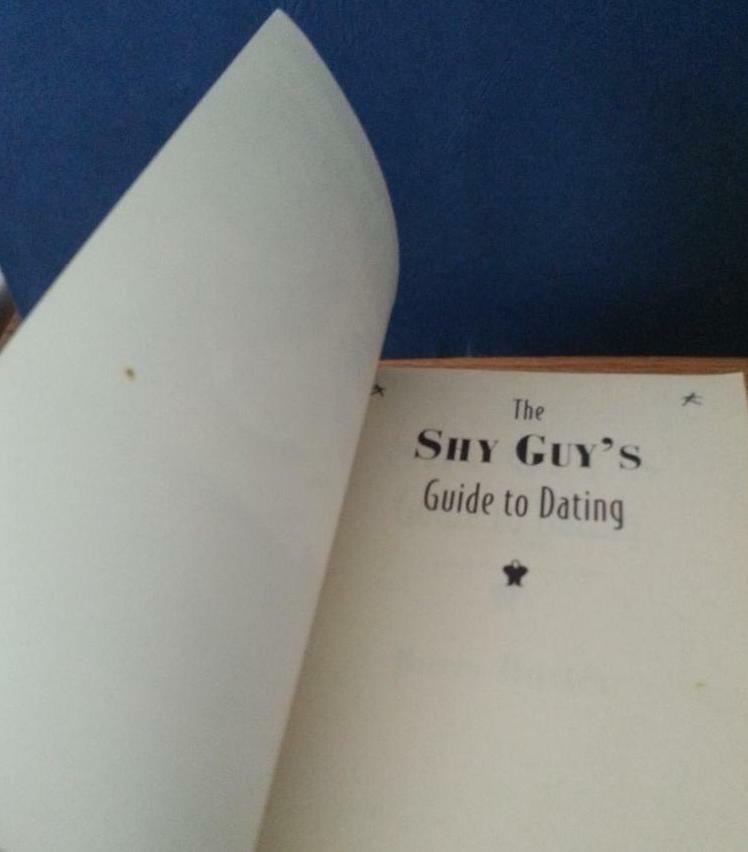 The
SHY GUY'S
Guide to Dating